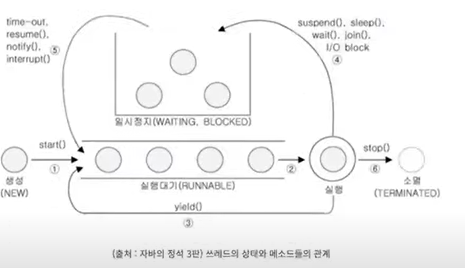 time-out,
resume(),
notify(),
interrupt()
⑤
suspend(), sleep(),
wait(), join(),
I/O block
④
일시정지(WAITING, BLOCKED)
start()
①
생성
(NEW)
실행대기(RUNNABLE)
②
실행
stop()
⑥
소멸
(TERMINATED)
yield()
③
(출처 : 자바의 정석 3판) 쓰레드의 상태와 메소드들의 관계